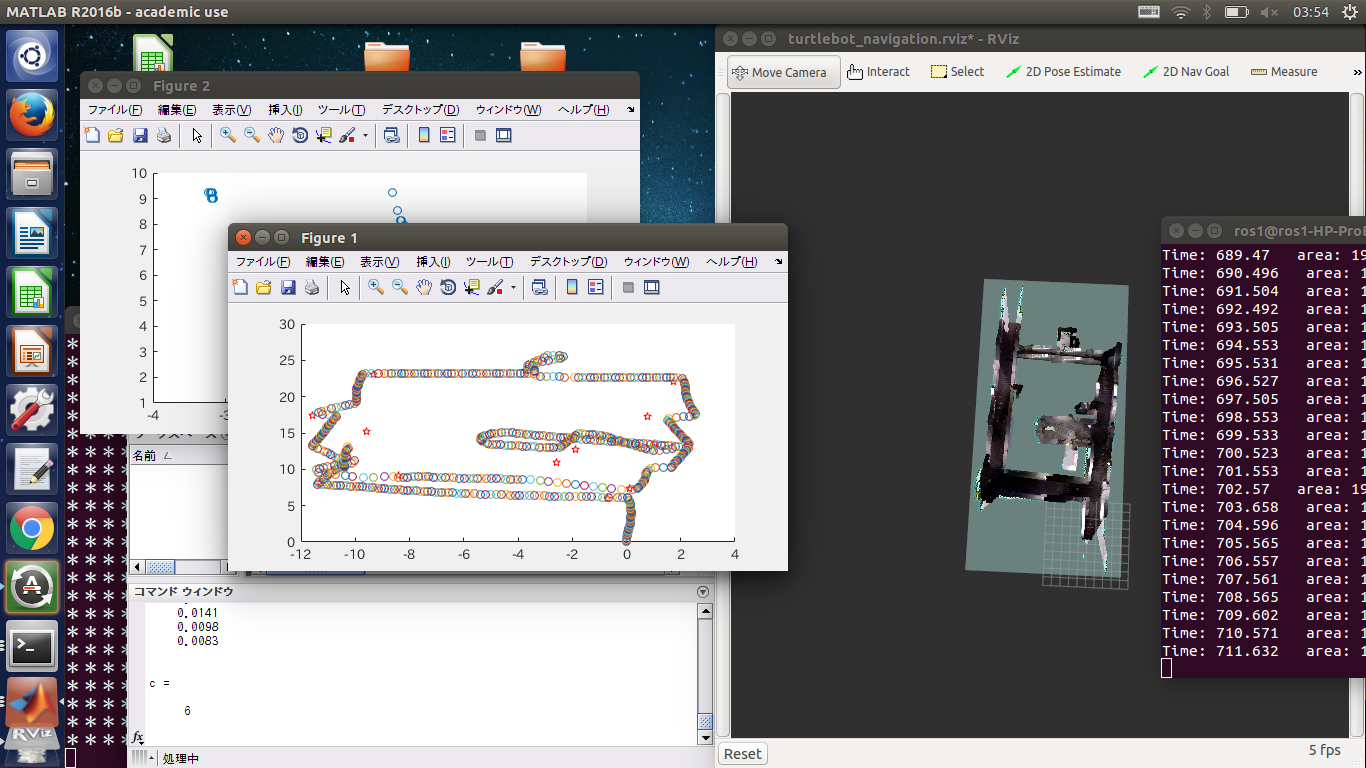 MATLAB R2016b - academic use
03:54
turtlebot_navigation.rviz* - RViz
Move Camera
Interact
Select
2D Pose Estimate
2D Nav Goal
Measure
»
Figure 2
ファイル(F) 編集(E) 表示(V) 挿入(I) ツール(T) デスクトップ(D) ウィンドウ(W) ヘルプ(H)
10
9
8
7
6
5
4
3
2
1
-4
Figure 1
ファイル(F) 編集(E) 表示(V) 挿入(I) ツール(T) デスクトップ(D) ウィンドウ(W) ヘルプ(H)
30
25
20
15
10
5
0
-12 -10 -8 -6 -4 -2 0 2 4
名前
コマンド ウィンドウ
0.0141
0.0098
0.0083
c =
6
fx
処理中
ros1@ros1-HP-Pro
Time: 689.47 area: 19
Time: 690.496 area: 1
Time: 691.504 area: 1
Time: 692.492 area: 1
Time: 693.505 area: 1
Time: 694.553 area: 1
Time: 695.531 area: 1
Time: 696.527 area: 1
Time: 697.505 area: 1
Time: 698.553 area: 1
Time: 699.533 area: 1
Time: 700.523 area: 1
Time: 701.553 area: 1
Time: 702.57 area: 19
Time: 703.658 area: 1
Time: 704.596 area: 1
Time: 705.565 area: 1
Time: 706.557 area: 1
Time: 707.561 area: 1
Time: 708.565 area: 1
Time: 709.602 area: 1
Time: 710.571 area: 1
Time: 711.632 area: 1
RViz
Reset
5 fps